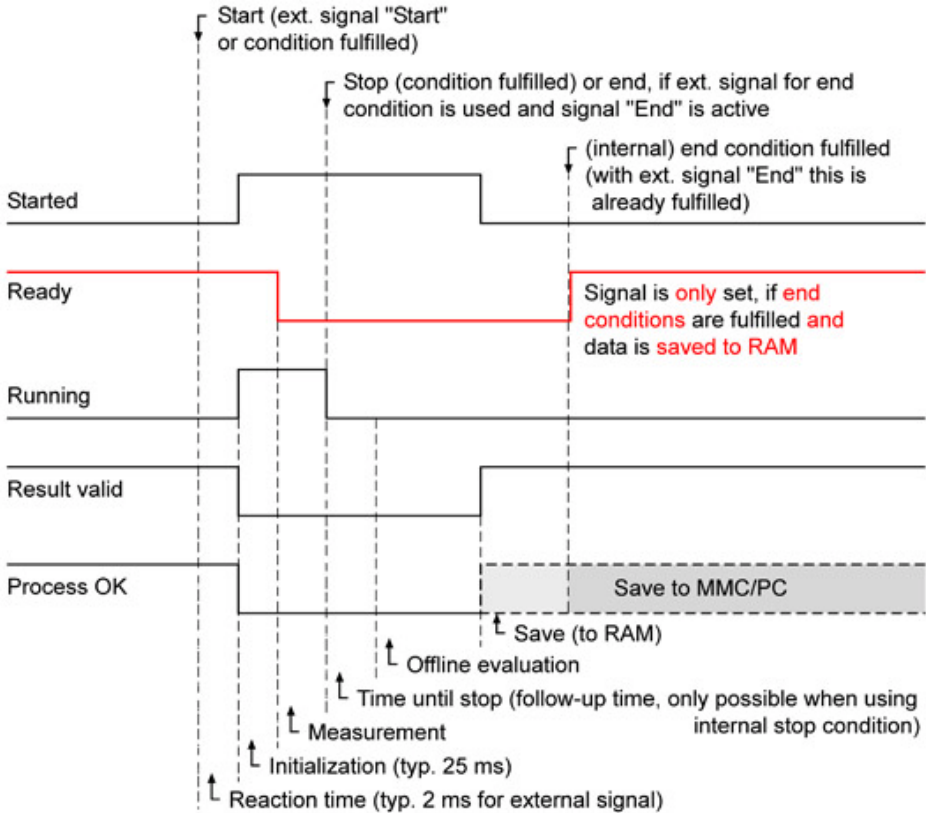 Start (ext. signal "Start"
or condition fulfilled)
Stop (condition fulfilled) or end, if ext. signal for end
condition is used and signal "End" is active
(internal) end condition fulfilled
(with ext. signal "End" this is
already fulfilled)
Started
Ready
Signal is only set, if end
conditions are fulfilled and
data is saved to RAM
Running
Result valid
Process OK
Save to MMC/PC
Save (to RAM)
Offline evaluation
Time until stop (follow-up time, only possible when using
internal stop condition)
Measurement
Initialization (typ. 25 ms)
Reaction time (typ. 2 ms for external signal)